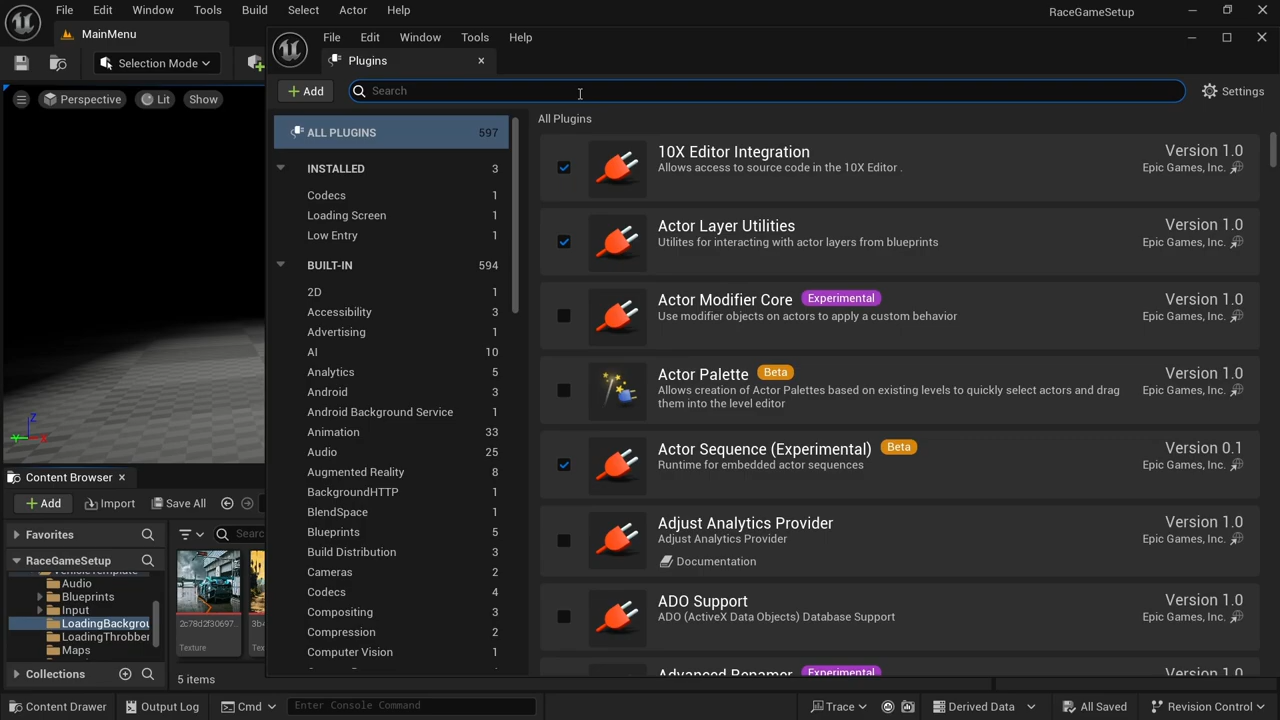 File Edit Window Tools Build Select Actor Help
RaceGameSetup
MainMenu
File Edit Window Tools Help
Plugins
Selection Mode
Add Search Settings
Perspective Lit Show
All Plugins
ALL PLUGINS 597
INSTALLED 3
Codecs 1
Loading Screen 1
Low Entry 1
BUILT-IN 594
2D 1
Accessibility 3
Advertising 1
AI 10
Analytics 5
Android 3
Android Background Service 1
Animation 33
Audio 25
Augmented Reality 8
BackgroundHTTP 1
BlendSpace 1
Blueprints 5
Build Distribution 3
Cameras 2
Codecs 4
Compositing 3
Compression 2
Computer Vision 1
10X Editor Integration Version 1.0
Allows access to source code in the 10X Editor . Epic Games, Inc.
Actor Layer Utilities Version 1.0
Utilites for interacting with actor layers from blueprints Epic Games, Inc.
Actor Modifier Core Experimental Version 1.0
Use modifier objects on actors to apply a custom behavior Epic Games, Inc.
Actor Palette Beta Version 1.0
Allows creation of Actor Palettes based on existing levels to quickly select actors and drag Epic Games, Inc.
them into the level editor
Actor Sequence (Experimental) Beta Version 0.1
Runtime for embedded actor sequences Epic Games, Inc.
Adjust Analytics Provider Version 1.0
Adjust Analytics Provider Epic Games, Inc.
Documentation
ADO Support Version 1.0
ADO (ActiveX Data Objects) Database Support Epic Games, Inc.
Advanced Renamer Experimental Version 1.0
Z
Content Browser
Add Import Save All
Favorites
RaceGameSetup
Audio
Blueprints
Input
LoadingBackgrou
LoadingThrobber
Maps
Collections
2c78d2f30697
Texture
5 items
Content Drawer Output Log Cmd Enter Console Command Trace Derived Data All Saved Revision Control